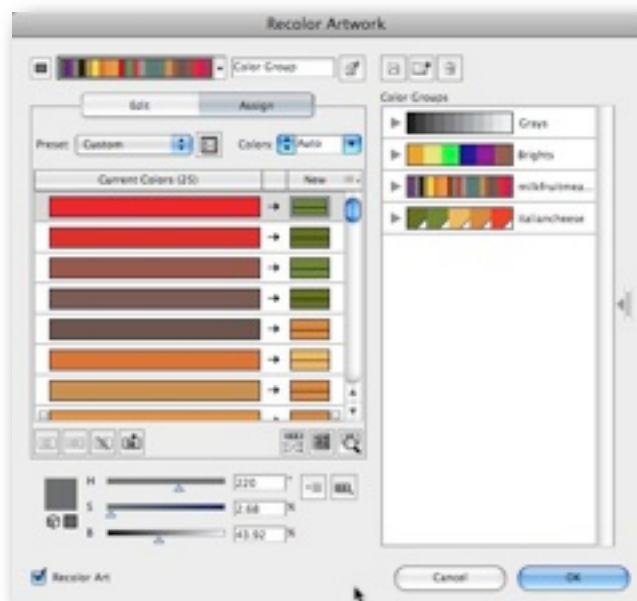 Recolor Artwork
Color Group
Edit Assign
Color Groups
Preset: Custom Colors: Auto
Grays
Brights
milkfruitmea...
italiancheese
Current Colors (25) New
H 220 °
S 2.68 %
B 43.92 %
Recolor Art
Cancel OK